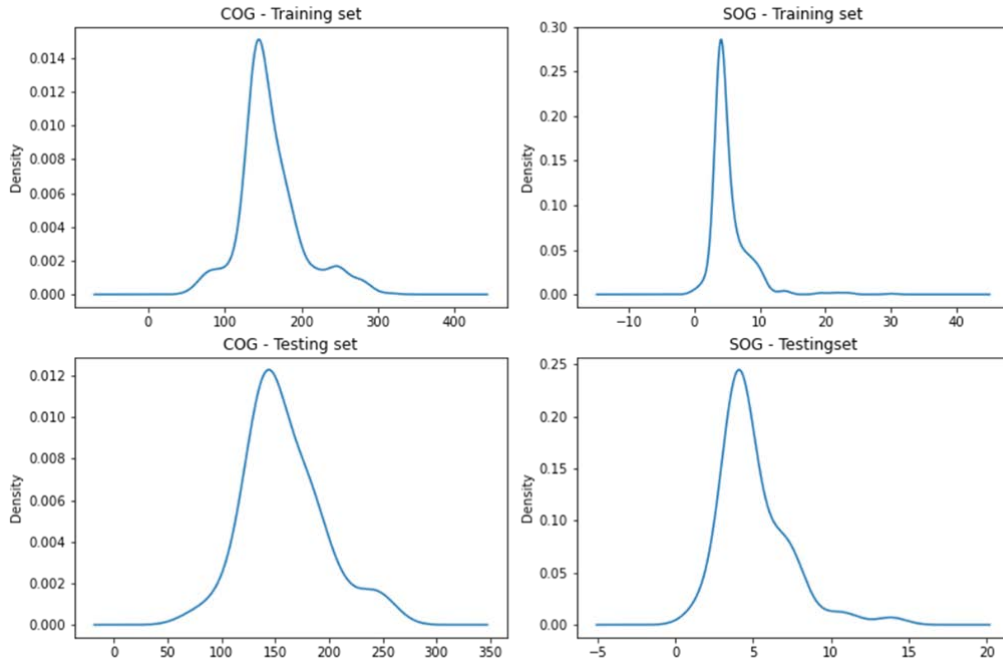 COG - Training set
Density
0.014
0.012
0.010
0.008
0.006
0.004
0.002
0.000
0 100 200 300 400
SOG - Training set
Density
0.30
0.25
0.20
0.15
0.10
0.05
0.00
−10 0 10 20 30 40
COG - Testing set
Density
0.012
0.010
0.008
0.006
0.004
0.002
0.000
0 50 100 150 200 250 300 350
SOG - Testingset
Density
0.25
0.20
0.15
0.10
0.05
0.00
−5 0 5 10 15 20